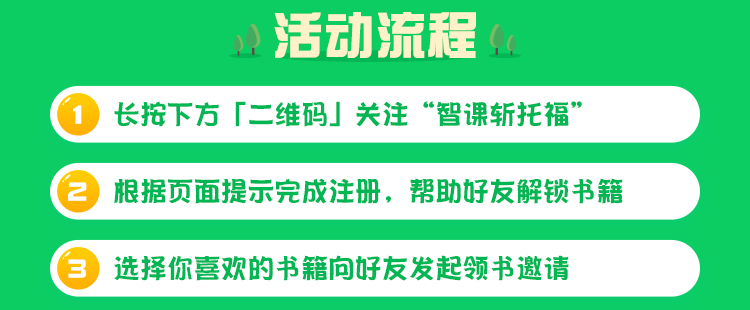 活动流程
1 长按下方「二维码」关注“智课斩托福”
2 根据页面提示完成注册，帮助好友解锁书籍
3 选择你喜欢的书籍向好友发起领书邀请